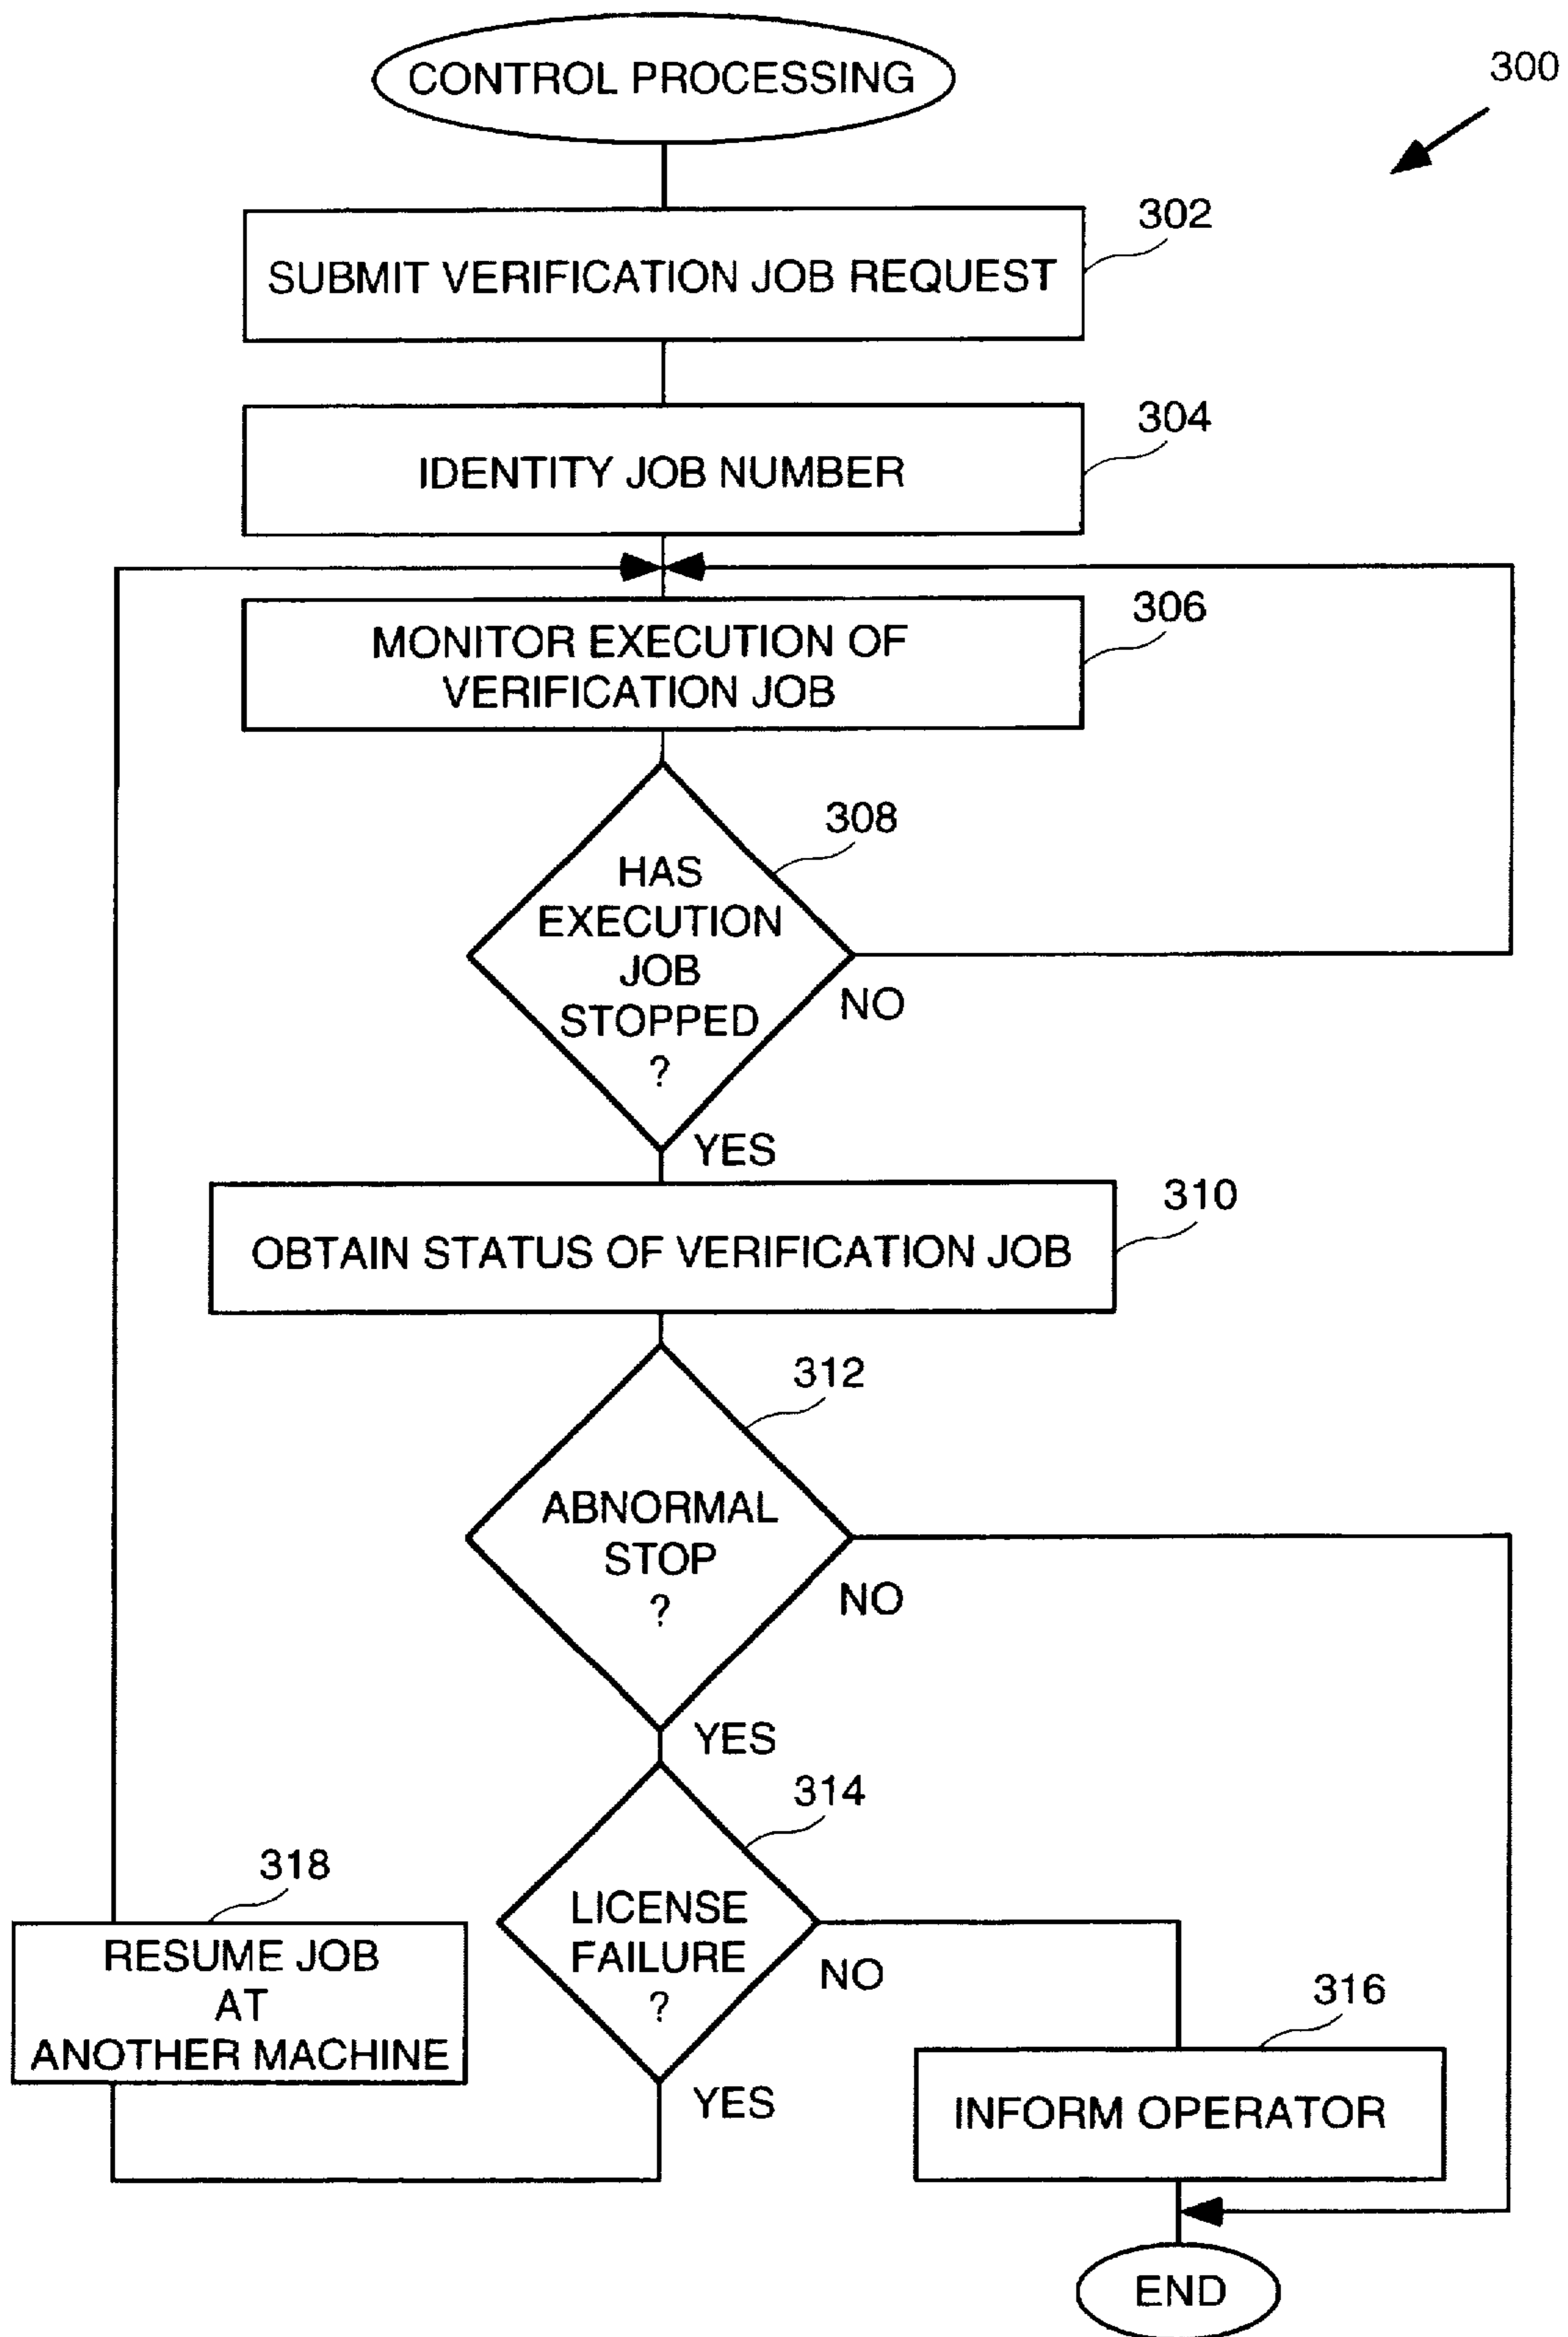 CONTROL PROCESSING
300
302
SUBMIT VERIFICATION JOB REQUEST
304
IDENTITY JOB NUMBER
306
MONITOR EXECUTION OF
VERIFICATION JOB
308
HAS
EXECUTION
JOB
STOPPED
?
NO
YES
310
OBTAIN STATUS OF VERIFICATION JOB
312
ABNORMAL
STOP
?
NO
YES
314
LICENSE
FAILURE
?
NO
YES
318
RESUME JOB
AT
ANOTHER MACHINE
316
INFORM OPERATOR
END